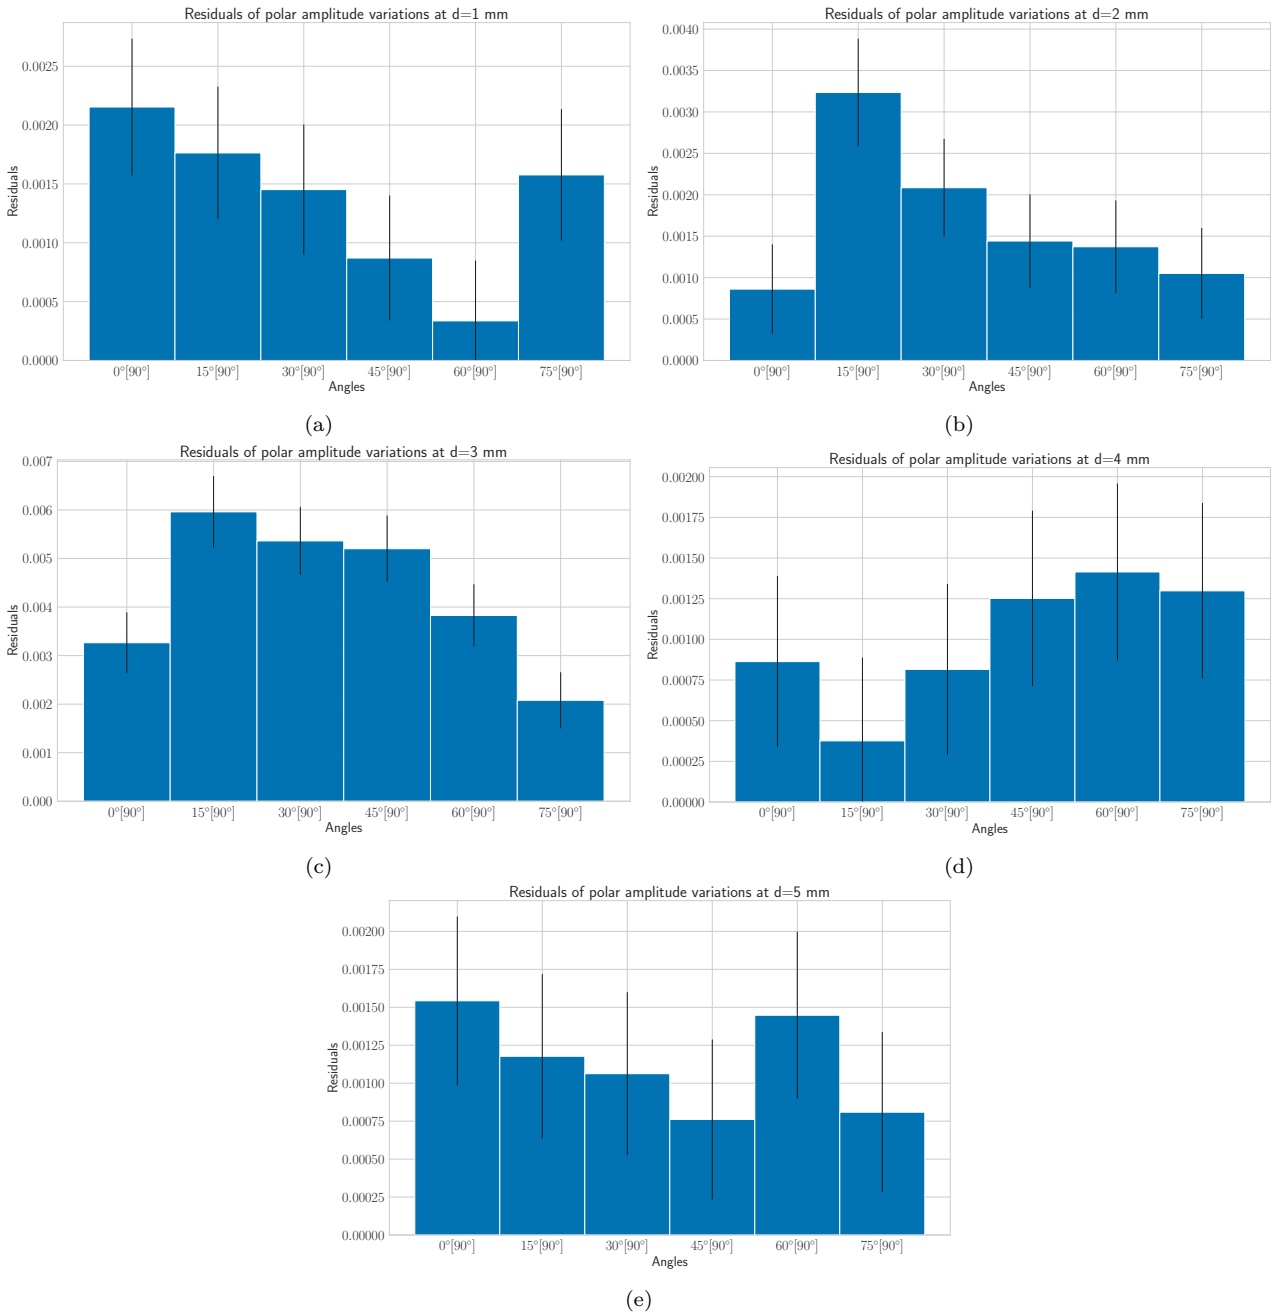 Residuals of polar amplitude variations at d=1 mm
Residuals
0.0025
0.0020
0.0015
0.0010
0.0005
0.0000
0°[90°] 15°[90°] 30°[90°] 45°[90°] 60°[90°] 75°[90°]
Angles
(a)
Residuals of polar amplitude variations at d=2 mm
Residuals
0.0040
0.0035
0.0030
0.0025
0.0020
0.0015
0.0010
0.0005
0.0000
0°[90°] 15°[90°] 30°[90°] 45°[90°] 60°[90°] 75°[90°]
Angles
(b)
Residuals of polar amplitude variations at d=3 mm
Residuals
0.007
0.006
0.005
0.004
0.003
0.002
0.001
0.000
0°[90°] 15°[90°] 30°[90°] 45°[90°] 60°[90°] 75°[90°]
Angles
(c)
Residuals of polar amplitude variations at d=4 mm
Residuals
0.00200
0.00175
0.00150
0.00125
0.00100
0.00075
0.00050
0.00025
0.00000
0°[90°] 15°[90°] 30°[90°] 45°[90°] 60°[90°] 75°[90°]
Angles
(d)
Residuals of polar amplitude variations at d=5 mm
Residuals
0.00200
0.00175
0.00150
0.00125
0.00100
0.00075
0.00050
0.00025
0.00000
0°[90°] 15°[90°] 30°[90°] 45°[90°] 60°[90°] 75°[90°]
Angles
(e)